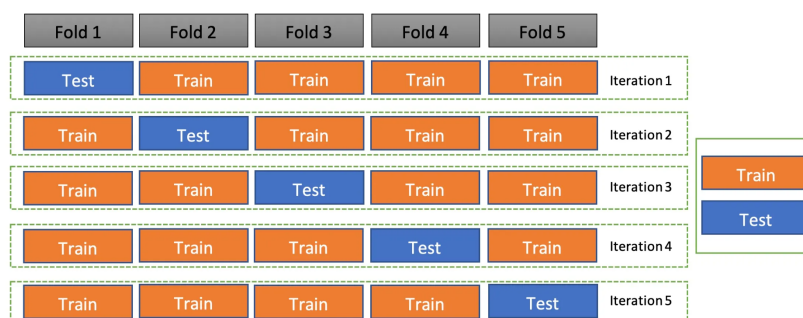 Fold 1 Fold 2 Fold 3 Fold 4 Fold 5
Test Train Train Train Train Iteration 1
Train Test Train Train Train Iteration 2
Train Train Test Train Train Iteration 3
Train Train Train Test Train Iteration 4
Train Train Train Train Test Iteration 5
Train
Test